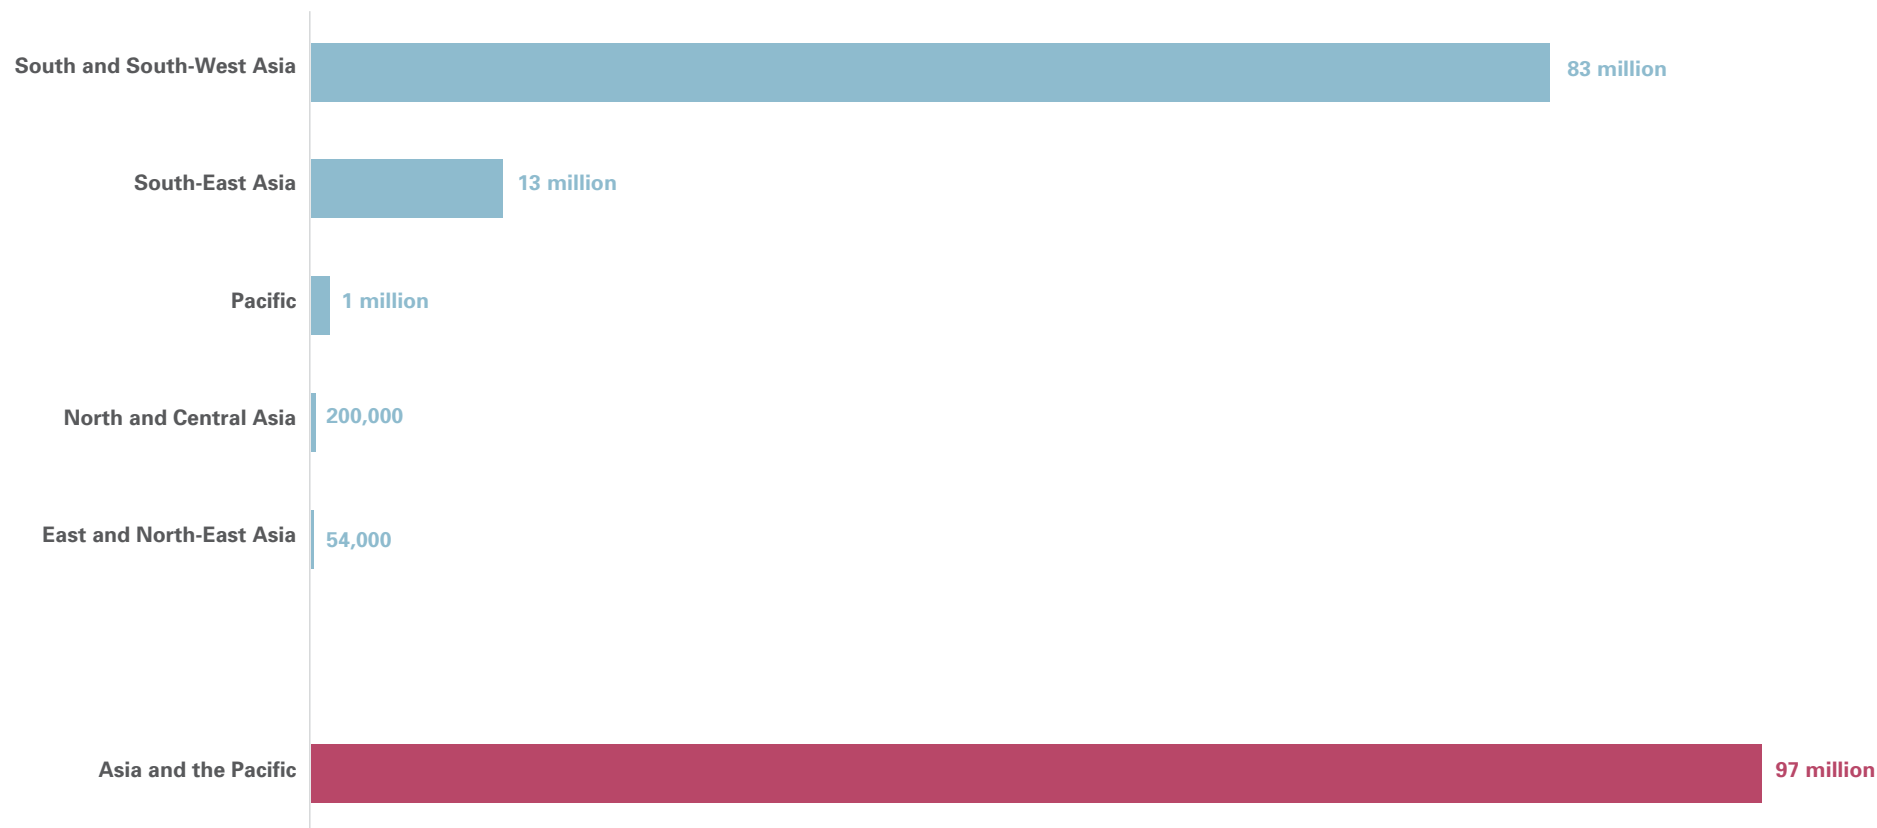 South and South-West Asia 83 million
South-East Asia 13 million
Pacific 1 million
North and Central Asia 200,000
East and North-East Asia 54,000
Asia and the Pacific 97 million